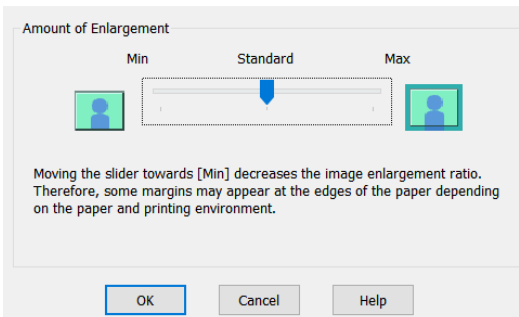 Amount of Enlargement
Min Standard Max
Moving the slider towards [Min] decreases the image enlargement ratio.
Therefore, some margins may appear at the edges of the paper depending
on the paper and printing environment.
OK Cancel Help